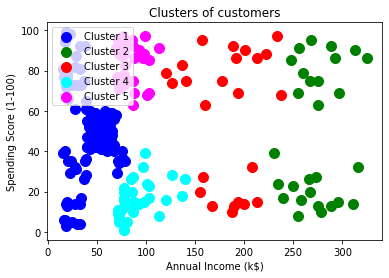 Clusters of customers
100
80
60
40
20
0
Spending Score (1-100)
Cluster 1
Cluster 2
Cluster 3
Cluster 4
Cluster 5
0 50 100 150 200 250 300
Annual Income (k$)